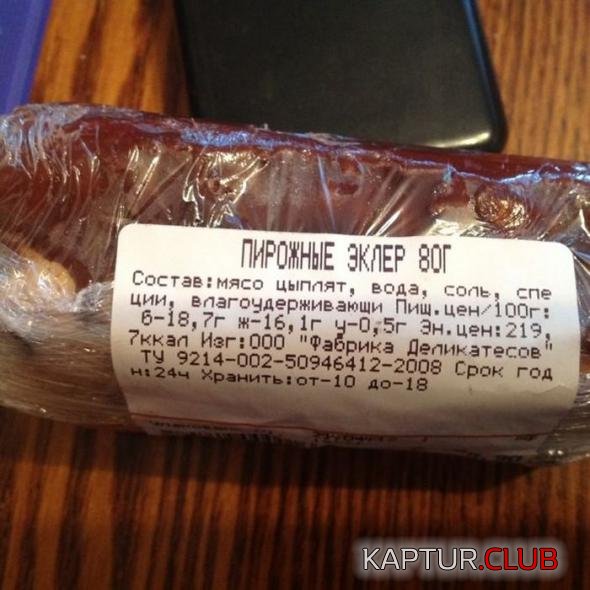 ПИРОЖНЫЕ ЭКЛЕР 80Г
Состав:мясо цыплят, вода, соль, спе
ции, влагоудерживающи Пищ.цен/100г:
б-18,7г ж-16,1г у-0,5г Эн.цен:219,
7ккал Изг:000 "Фабрика Деликатесов"
ТУ 9214-002-50946412-2008 Срок год
н:24ч Хранить:от-10 до-18
KAPTUR.CLUB